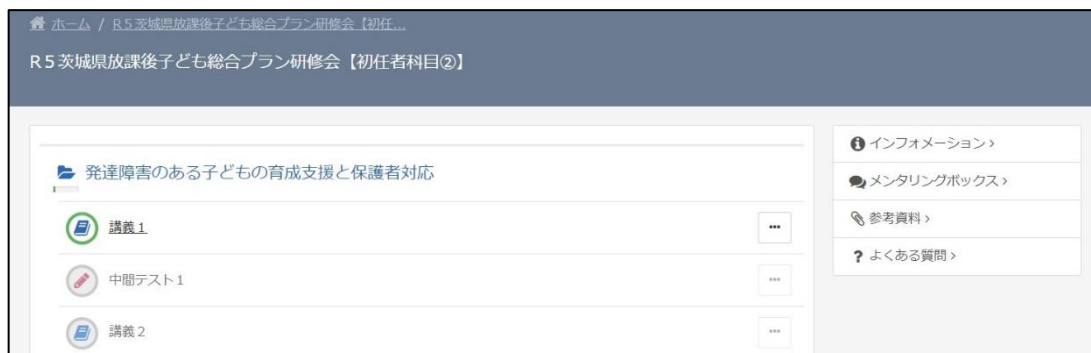 ホーム / R5茨城県放課後子ども総合プラン研修会【初任...
R5茨城県放課後子ども総合プラン研修会【初任者科目②】
発達障害のある子どもの育成支援と保護者対応
講義1
中間テスト1
講義2
インフォメーション ›
メンタリングボックス ›
参考資料 ›
? よくある質問 ›